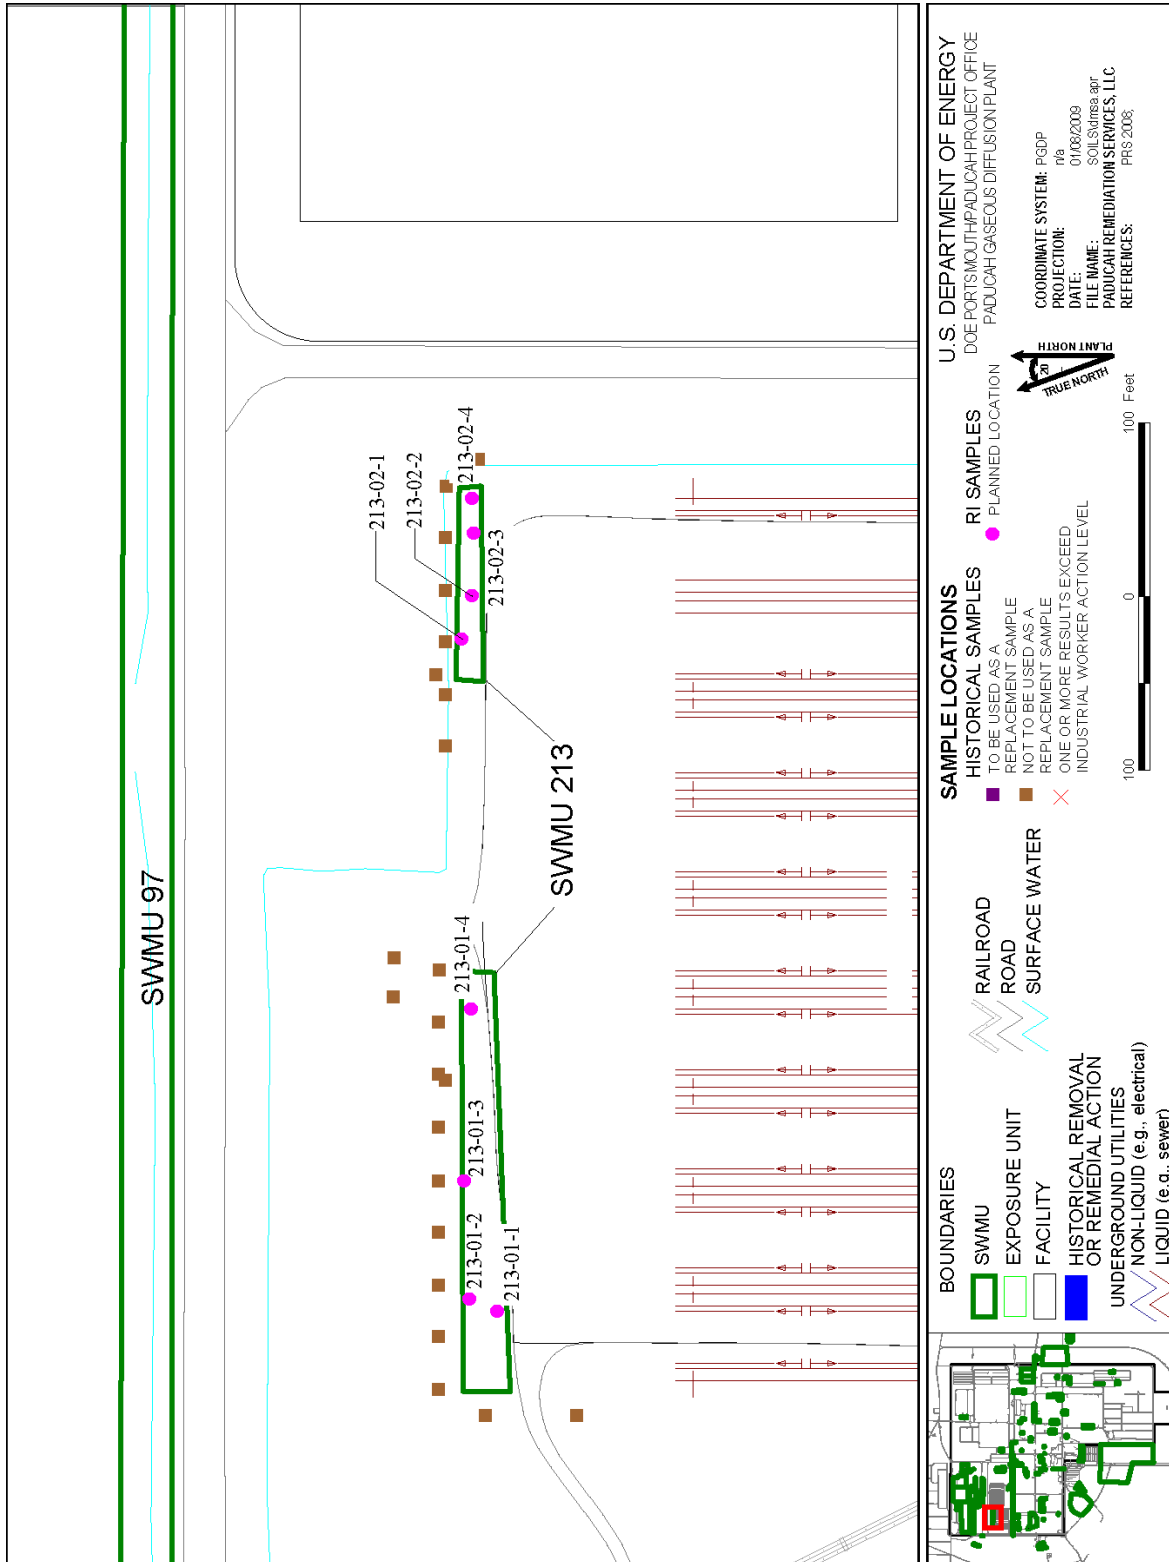 SWMU 97
213-02-1
213-02-2
213-02-4
213-02-3
SWMU 213
213-01-4
213-01-3
213-01-2
213-01-1
BOUNDARIES
SWMU
EXPOSURE UNIT
FACILITY
HISTORICAL REMOVAL
OR REMEDIAL ACTION
UNDERGROUND UTILITIES
NON-LIQUID (e.g., electrical)
LIQUID (e.g., sewer)
RAILROAD
ROAD
SURFACE WATER
SAMPLE LOCATIONS
HISTORICAL SAMPLES
TO BE USED AS A
REPLACEMENT SAMPLE
NOT TO BE USED AS A
REPLACEMENT SAMPLE
ONE OR MORE RESULTS EXCEED
INDUSTRIAL WORKER ACTION LEVEL
RI SAMPLES
PLANNED LOCATION
100 0 100 Feet
PLANT NORTH
20
TRUE NORTH
U.S. DEPARTMENT OF ENERGY
DOE PORTSMOUTH/PADUCAH PROJECT OFFICE
PADUCAH GASEOUS DIFFUSION PLANT
COORDINATE SYSTEM: PGDP
PROJECTION: n/a
DATE: 01/08/2009
FILE NAME: SOILS\dmsa.apr
PADUCAH REMEDIATION SERVICES, LLC
REFERENCES: PRS 2008;